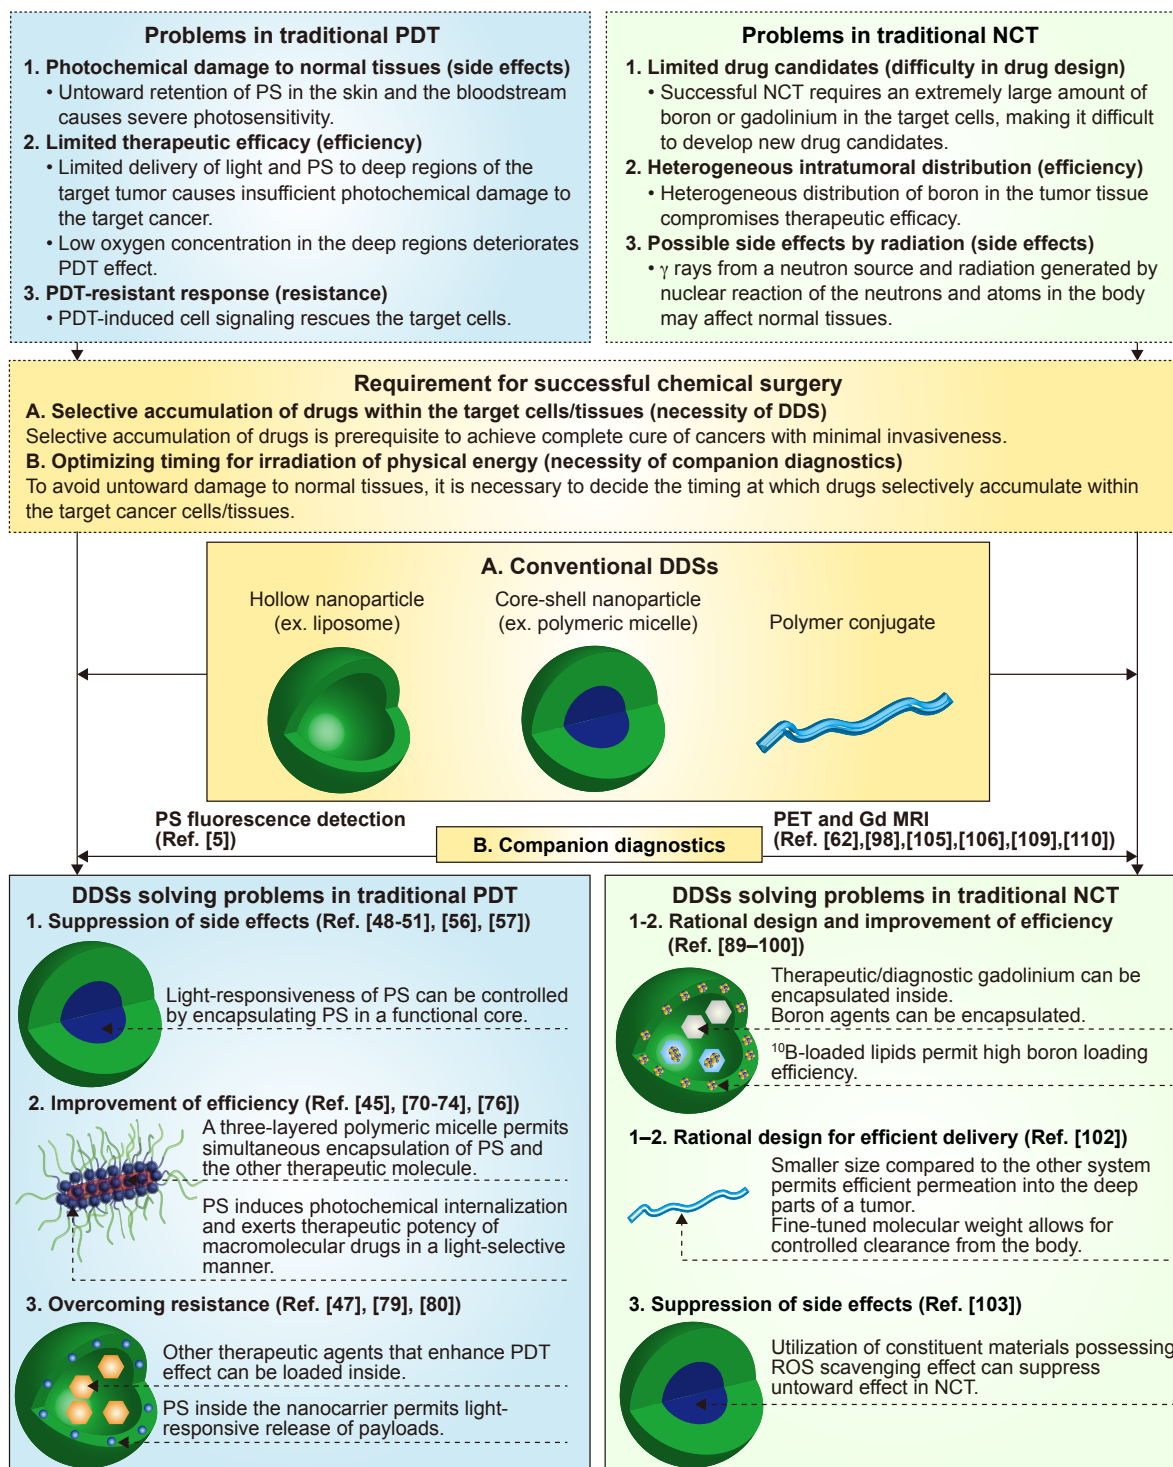 Problems in traditional PDT
1. Photochemical damage to normal tissues (side effects)
• Untoward retention of PS in the skin and the bloodstream
causes severe photosensitivity.
2. Limited therapeutic efficacy (efficiency)
• Limited delivery of light and PS to deep regions of the
target tumor causes insufficient photochemical damage to
the target cancer.
• Low oxygen concentration in the deep regions deteriorates
PDT effect.
3. PDT-resistant response (resistance)
• PDT-induced cell signaling rescues the target cells.
Problems in traditional NCT
1. Limited drug candidates (difficulty in drug design)
• Successful NCT requires an extremely large amount of
boron or gadolinium in the target cells, making it difficult
to develop new drug candidates.
2. Heterogeneous intratumoral distribution (efficiency)
• Heterogeneous distribution of boron in the tumor tissue
compromises therapeutic efficacy.
3. Possible side effects by radiation (side effects)
• γ rays from a neutron source and radiation generated by
nuclear reaction of the neutrons and atoms in the body
may affect normal tissues.
Requirement for successful chemical surgery
A. Selective accumulation of drugs within the target cells/tissues (necessity of DDS)
Selective accumulation of drugs is prerequisite to achieve complete cure of cancers with minimal invasiveness.
B. Optimizing timing for irradiation of physical energy (necessity of companion diagnostics)
To avoid untoward damage to normal tissues, it is necessary to decide the timing at which drugs selectively accumulate within
the target cancer cells/tissues.
A. Conventional DDSs
Hollow nanoparticle
(ex. liposome)
Core-shell nanoparticle
(ex. polymeric micelle)
Polymer conjugate
PS fluorescence detection
(Ref. [5])
B. Companion diagnostics
PET and Gd MRI
(Ref. [62],[98],[105],[106],[109],[110])
DDSs solving problems in traditional PDT
1. Suppression of side effects (Ref. [48-51], [56], [57])
Light-responsiveness of PS can be controlled
by encapsulating PS in a functional core.
2. Improvement of efficiency (Ref. [45], [70-74], [76])
A three-layered polymeric micelle permits
simultaneous encapsulation of PS and
the other therapeutic molecule.
PS induces photochemical internalization
and exerts therapeutic potency of
macromolecular drugs in a light-selective
manner.
3. Overcoming resistance (Ref. [47], [79], [80])
Other therapeutic agents that enhance PDT
effect can be loaded inside.
PS inside the nanocarrier permits light-
responsive release of payloads.
DDSs solving problems in traditional NCT
1-2. Rational design and improvement of efficiency
(Ref. [89–100])
Therapeutic/diagnostic gadolinium can be
encapsulated inside.
Boron agents can be encapsulated.
¹⁰B-loaded lipids permit high boron loading
efficiency.
1–2. Rational design for efficient delivery (Ref. [102])
Smaller size compared to the other system
permits efficient permeation into the deep
parts of a tumor.
Fine-tuned molecular weight allows for
controlled clearance from the body.
3. Suppression of side effects (Ref. [103])
Utilization of constituent materials possessing
ROS scavenging effect can suppress
untoward effect in NCT.